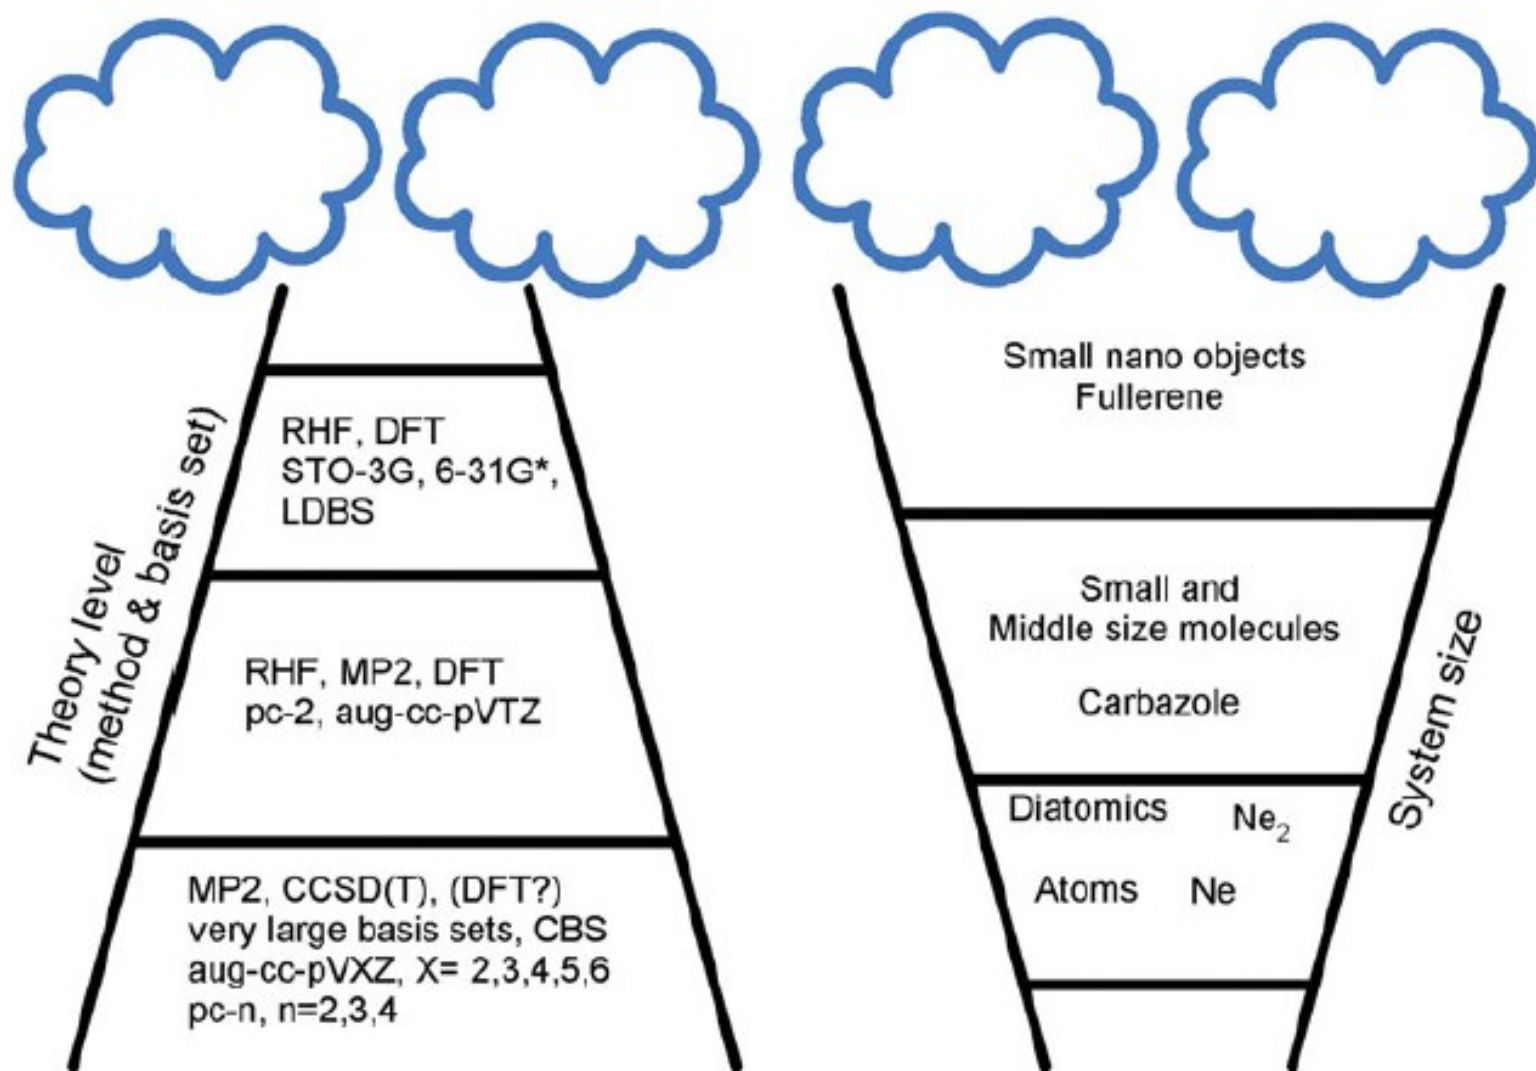 Theory level
(method & basis set)
RHF, DFT
STO-3G, 6-31G*,
LDBS
RHF, MP2, DFT
pc-2, aug-cc-pVTZ
MP2, CCSD(T), (DFT?)
very large basis sets, CBS
aug-cc-pVXZ, X= 2,3,4,5,6
pc-n, n=2,3,4
Small nano objects
Fullerene
Small and
Middle size molecules
Carbazole
Diatomics Ne₂
Atoms Ne
System size